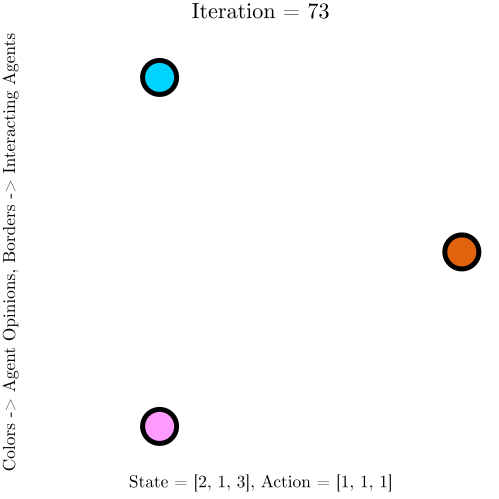 Iteration = 73
Colors -> Agent Opinions, Borders -> Interacting Agents
State = [2, 1, 3], Action = [1, 1, 1]